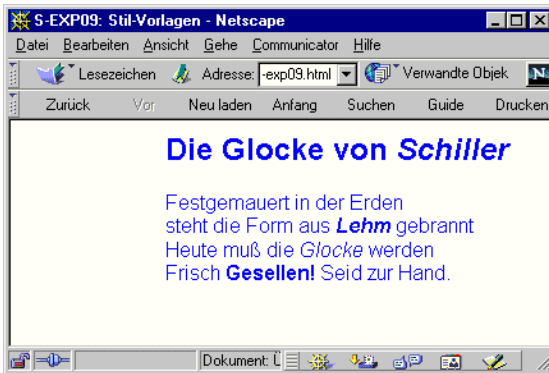 S-EXP09: Stil-Vorlagen - Netscape
Datei Bearbeiten Ansicht Gehe Communicator Hilfe
Lesezeichen Adresse: -exp09.html Verwandte Objek N
Zurück Vor Neu laden Anfang Suchen Guide Drucken
Die Glocke von Schiller
Festgemauert in der Erden
steht die Form aus Lehm gebrannt
Heute muß die Glocke werden
Frisch Gesellen! Seid zur Hand.
Dokument: Ü